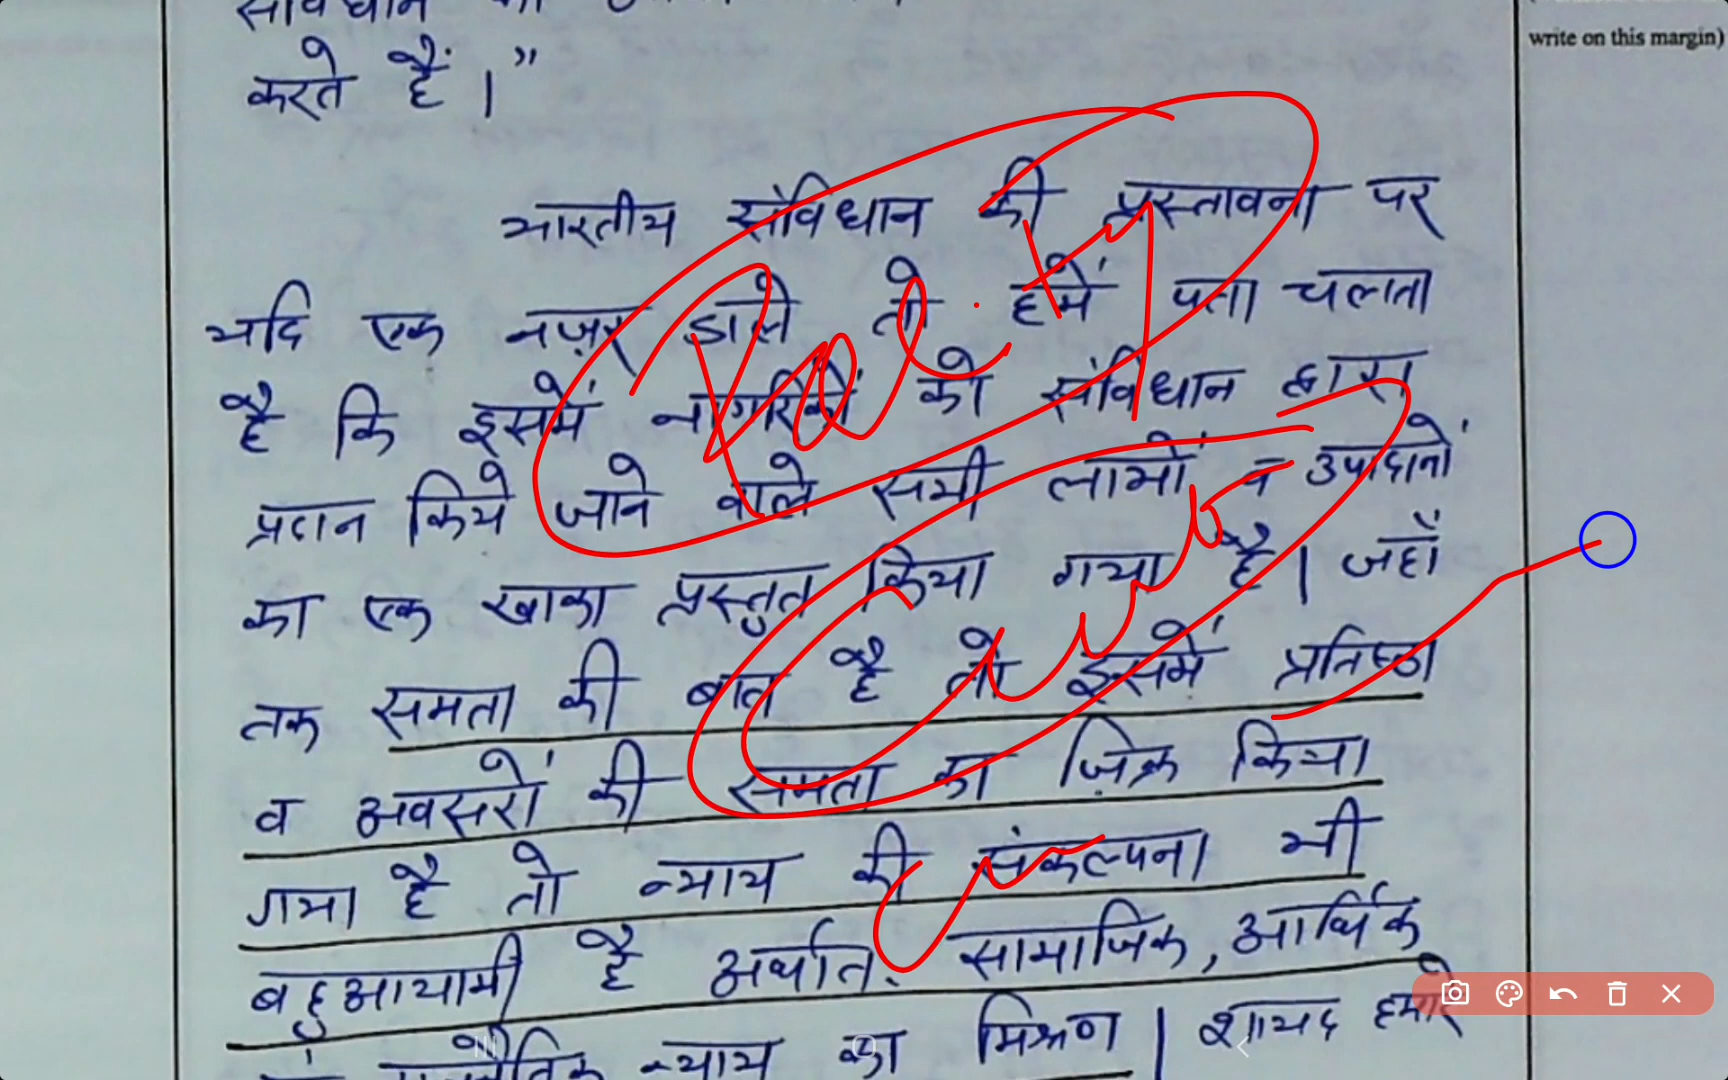 write on this margin)
करते हैं।”
भारतीय संविधान की प्रस्तावना पर
यदि एक नज़र डाले तो हमें पता चलता
है कि इसमें नागरिकों को संविधान द्वारा
प्रदान किये जाने वाले सभी लाभों व उपादानों
का एक खाका प्रस्तुत किया गया है। जहाँ
तक समता की बात है तो इसमें प्रतिष्ठा
व अवसरों की समता का ज़िक्र किया
गया है तो न्याय की संकल्पना भी
बहुआयामी है अर्थात् सामाजिक, आर्थिक
न्याय का मिश्रण। शायद हमारे